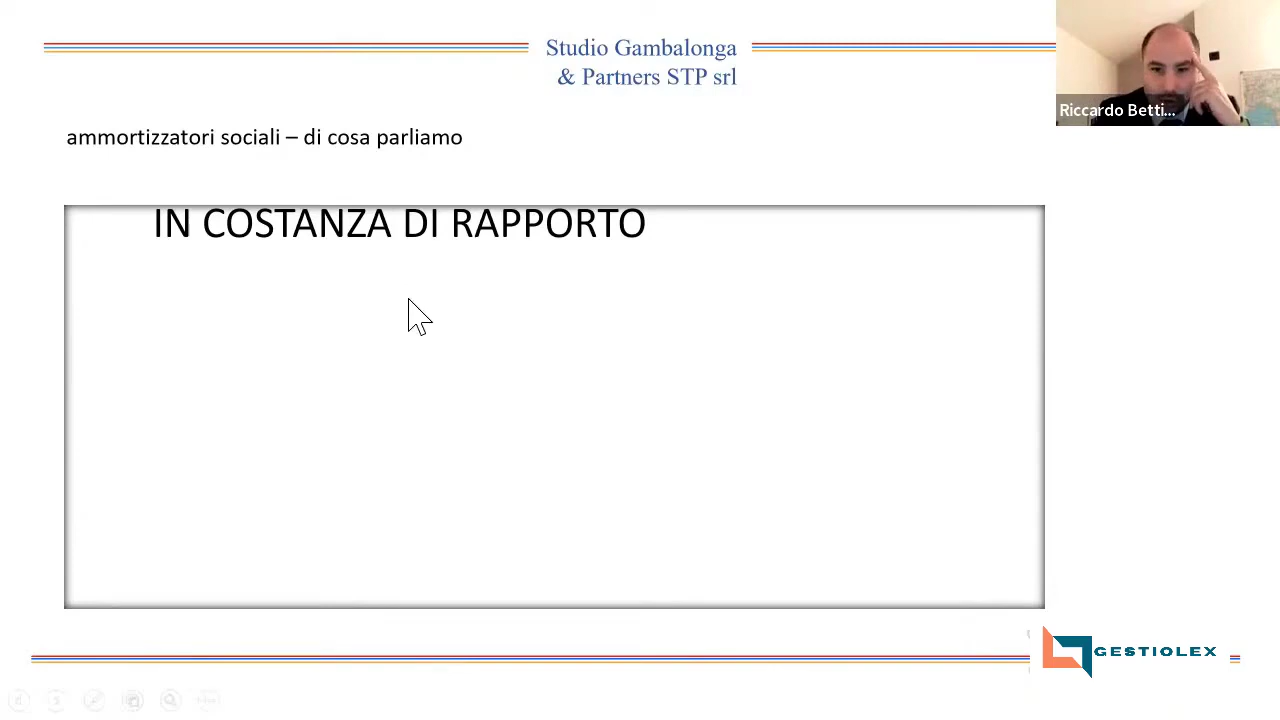 Studio Gambalonga
& Partners STP srl
Riccardo Betti...
ammortizzatori sociali – di cosa parliamo
IN COSTANZA DI RAPPORTO
GESTIOLEX